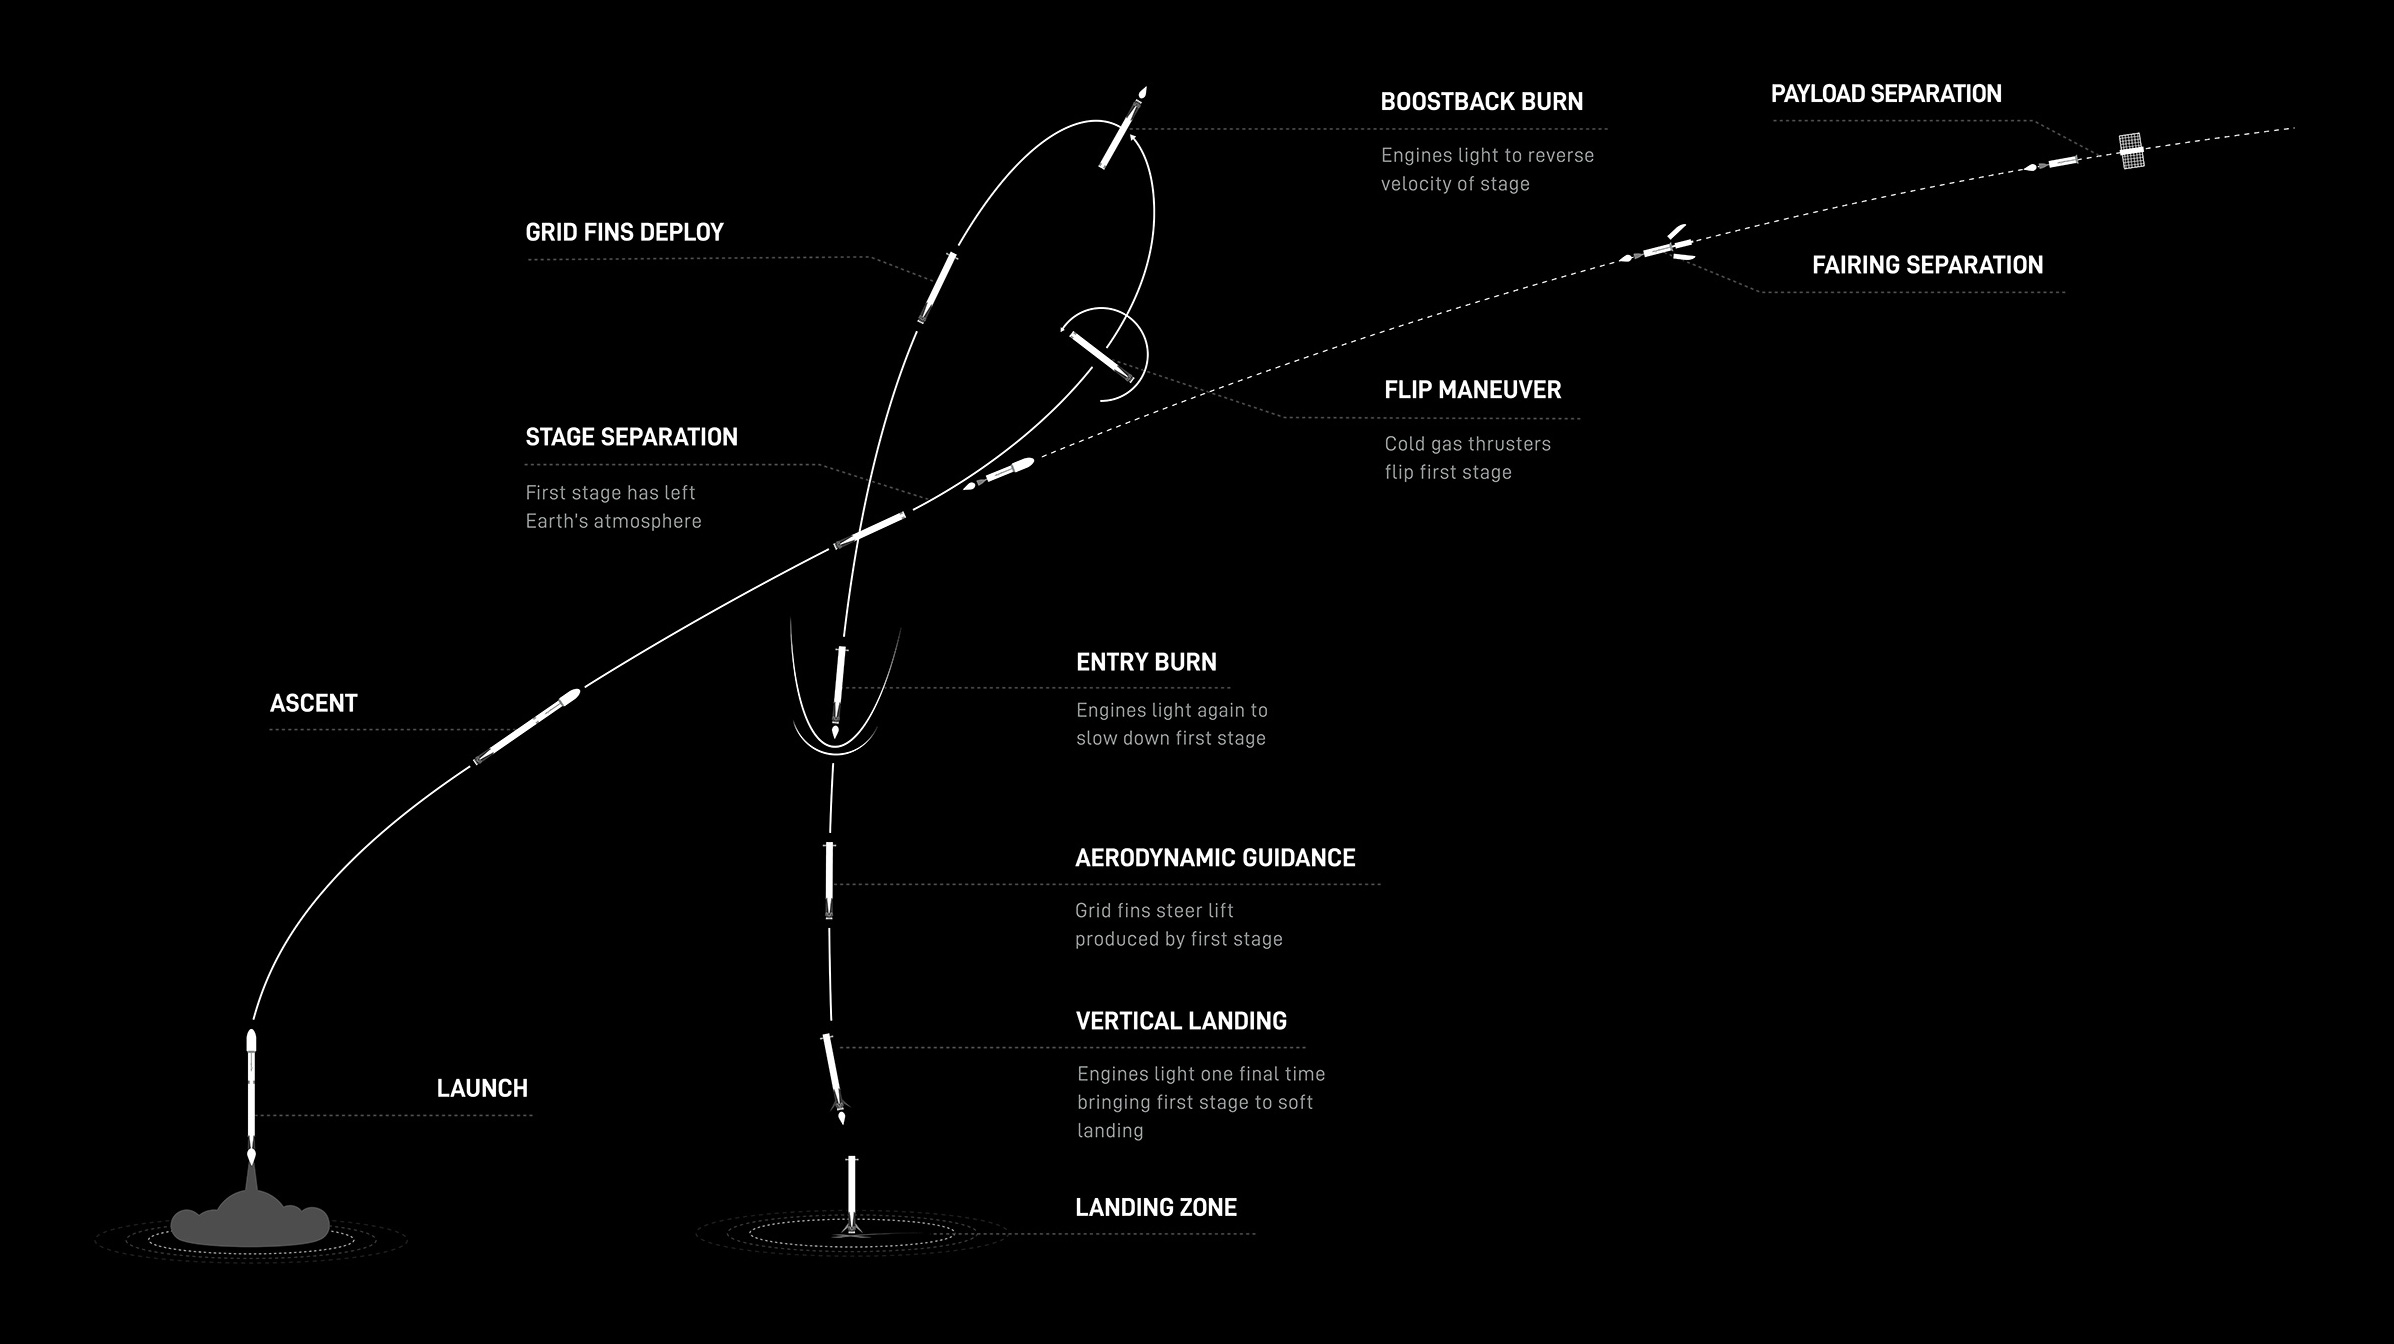 PAYLOAD SEPARATION
BOOSTBACK BURN
Engines light to reverse
velocity of stage
GRID FINS DEPLOY
FAIRING SEPARATION
FLIP MANEUVER
Cold gas thrusters
flip first stage
STAGE SEPARATION
First stage has left
Earth's atmosphere
ENTRY BURN
Engines light again to
slow down first stage
ASCENT
AERODYNAMIC GUIDANCE
Grid fins steer lift
produced by first stage
VERTICAL LANDING
Engines light one final time
bringing first stage to soft
landing
LAUNCH
LANDING ZONE